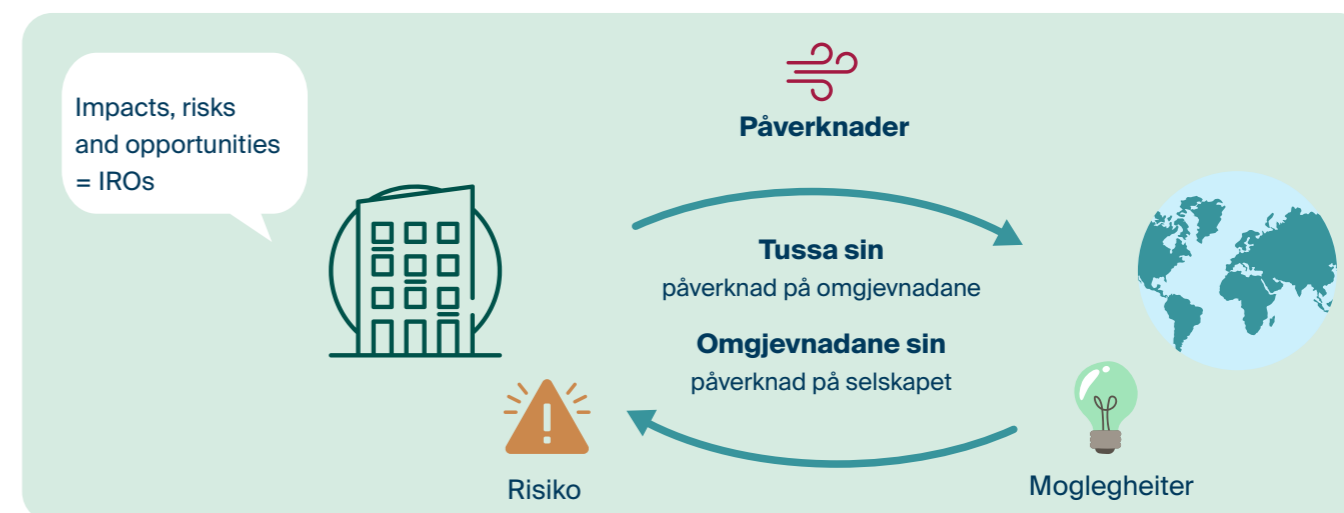 Impacts, risks
and opportunities
= IROs
Påverknader
Tussa sin
påverknad på omgjevnadane
Omgjevnadane sin
påverknad på selskapet
Risiko
Moglegheiter